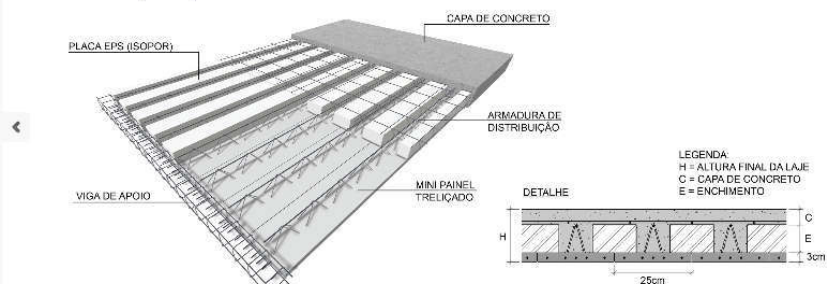 CAPA DE CONCRETO
PLACA EPS (ISOPOR)
ARMADURA DE
DISTRIBUIÇÃO
MINI PAINEL
TRELIÇADO
VIGA DE APOIO
LEGENDA:
H = ALTURA FINAL DA LAJE
C = CAPA DE CONCRETO
E = ENCHIMENTO
DETALHE
C
H
E
3cm
25cm